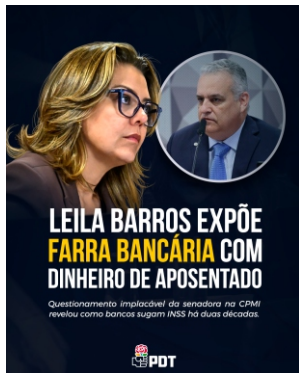 LEILA BARROS EXPÕE
FARRA BANCÁRIA COM
DINHEIRO DE APOSENTADO
Questionamento implacável da senadora na CPMI
revelou como bancos sugam INSS há duas décadas.
PDT